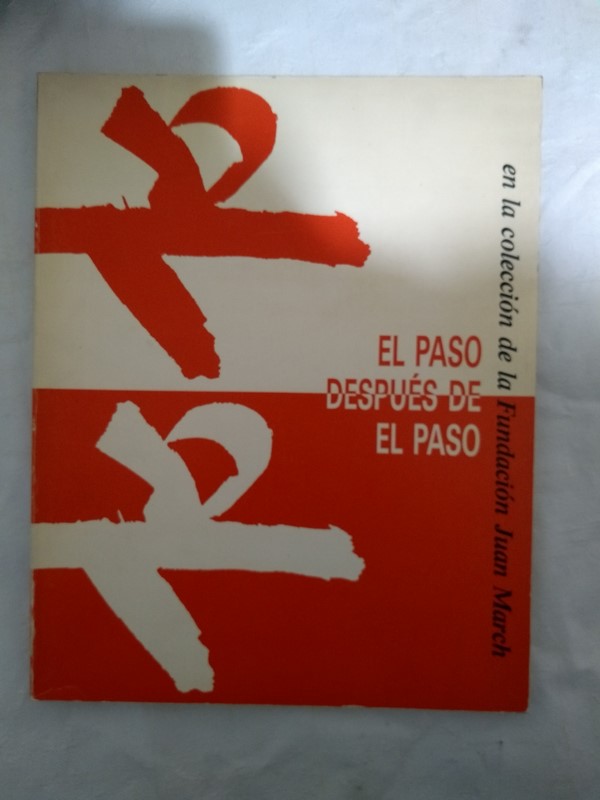 EL PASO
DESPUÉS DE
EL PASO
en la colección de la Fundación Juan March